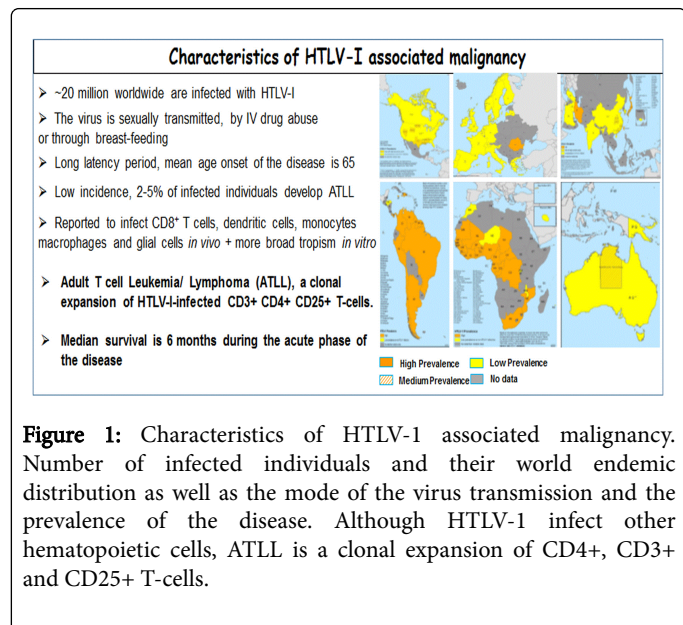 Characteristics of HTLV-I associated malignancy
➢ ~20 million worldwide are infected with HTLV-I
➢ The virus is sexually transmitted, by IV drug abuse
or through breast-feeding
➢ Long latency period, mean age onset of the disease is 65
➢ Low incidence, 2-5% of infected individuals develop ATLL
➢ Reported to infect CD8⁺ T cells, dendritic cells, monocytes
macrophages and glial cells in vivo + more broad tropism in vitro
➢ Adult T cell Leukemia/ Lymphoma (ATLL), a clonal
expansion of HTLV-I-infected CD3+ CD4+ CD25+ T-cells.
➢ Median survival is 6 months during the acute phase of
the disease
High Prevalence
Low Prevalence
Medium Prevalence
No data
Figure 1: Characteristics of HTLV-1 associated malignancy.
Number of infected individuals and their world endemic
distribution as well as the mode of the virus transmission and the
prevalence of the disease. Although HTLV-1 infect other
hematopoietic cells, ATLL is a clonal expansion of CD4+, CD3+
and CD25+ T-cells.